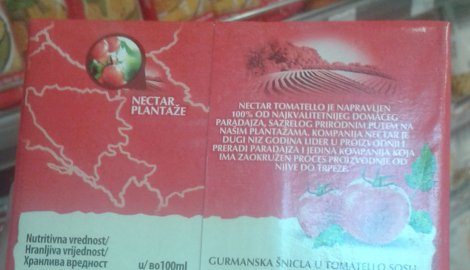 NECTAR
PLANTAŽE
NECTAR TOMATELLO JE NAPRAVLJEN
100% OD NAJKVALITETNIJEG DOMAĆEG
PARADAJZA, SAZRELOG PRIRODNIM PUTEM NA
NAŠIM PLANTAŽAMA. KOMPANIJA NECTAR JE
DUGI NIZ GODINA LIDER U PROIZVODNJI I
PRERADI PARADAJZA I JEDINA KOMPANIJA KOJA
IMA ZAOKRUŽEN PROCES PROIZVODNJE OD
NJIVE DO TRPEZE.
Nutritivna vrednost/
Hranljiva vrijednost/
Хранлива вредност
u/ во100ml
GURMANSKA ŠNICLA U TOMATELLO SOSU